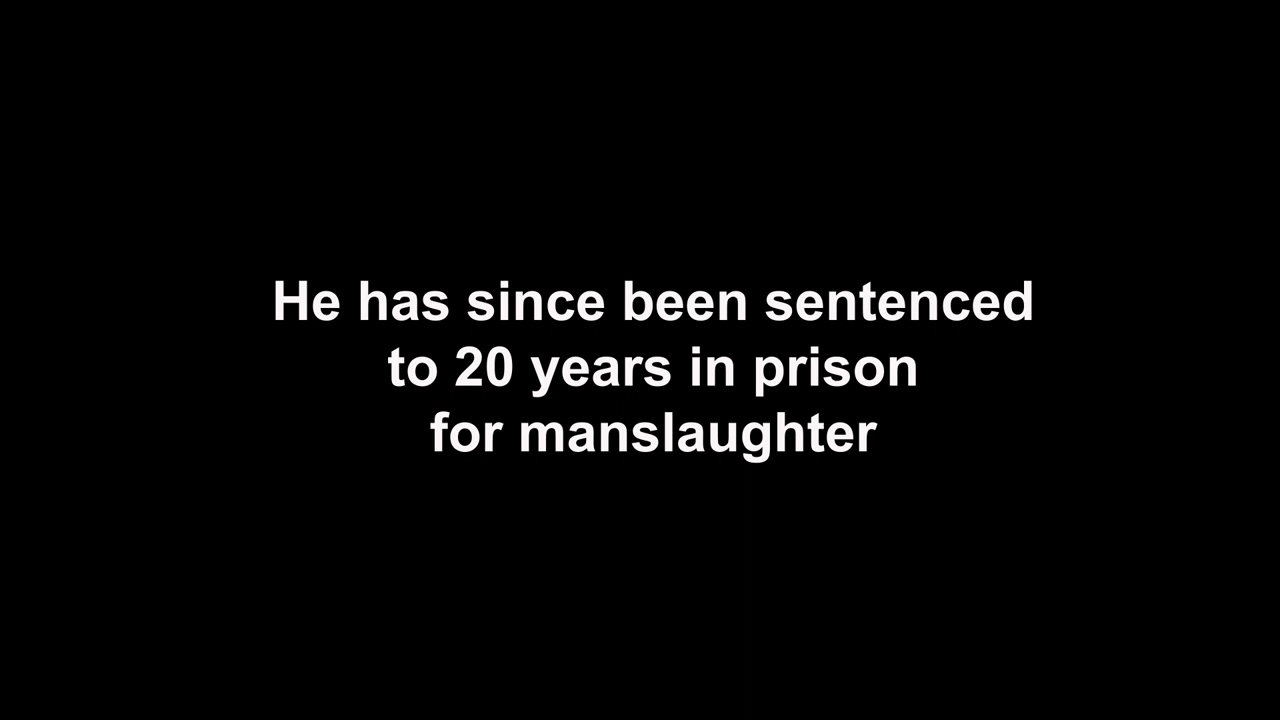 He has since been sentenced
to 20 years in prison
for manslaughter